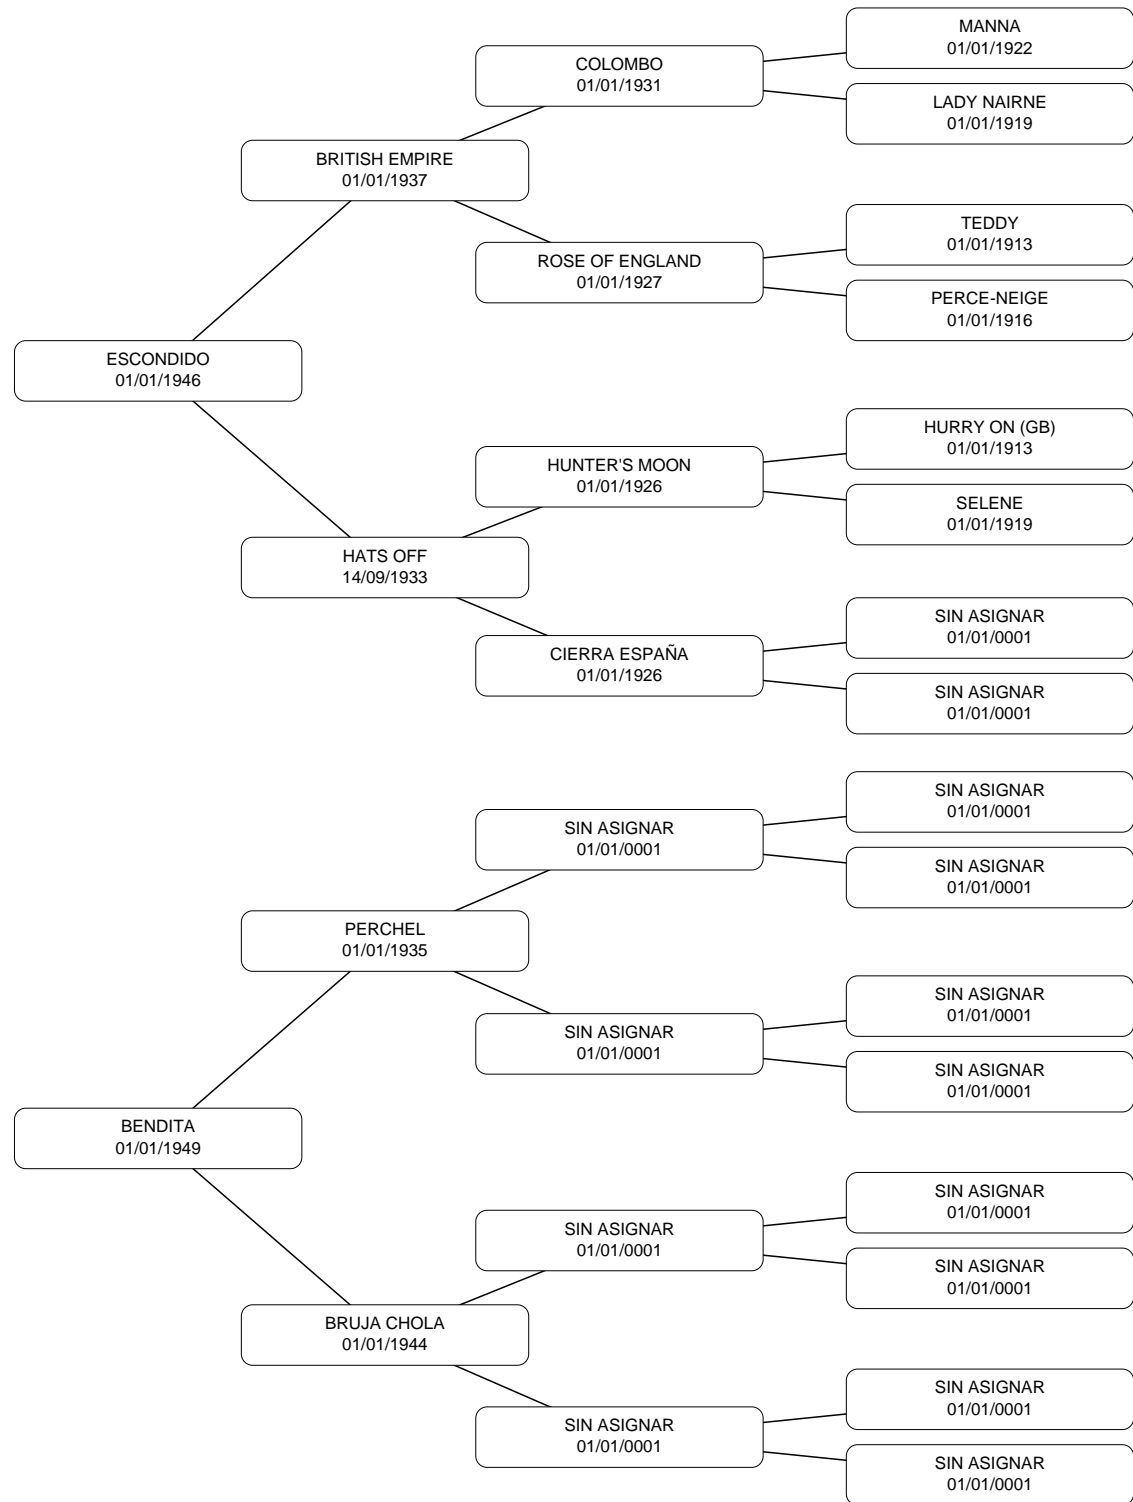 MANNA
01/01/1922
COLOMBO
01/01/1931
LADY NAIRNE
01/01/1919
BRITISH EMPIRE
01/01/1937
TEDDY
01/01/1913
ROSE OF ENGLAND
01/01/1927
PERCE-NEIGE
01/01/1916
ESCONDIDO
01/01/1946
HURRY ON (GB)
01/01/1913
HUNTER'S MOON
01/01/1926
SELENE
01/01/1919
HATS OFF
14/09/1933
SIN ASIGNAR
01/01/0001
CIERRA ESPAÑA
01/01/1926
SIN ASIGNAR
01/01/0001
SIN ASIGNAR
01/01/0001
SIN ASIGNAR
01/01/0001
SIN ASIGNAR
01/01/0001
PERCHEL
01/01/1935
SIN ASIGNAR
01/01/0001
SIN ASIGNAR
01/01/0001
SIN ASIGNAR
01/01/0001
BENDITA
01/01/1949
SIN ASIGNAR
01/01/0001
SIN ASIGNAR
01/01/0001
SIN ASIGNAR
01/01/0001
BRUJA CHOLA
01/01/1944
SIN ASIGNAR
01/01/0001
SIN ASIGNAR
01/01/0001
SIN ASIGNAR
01/01/0001